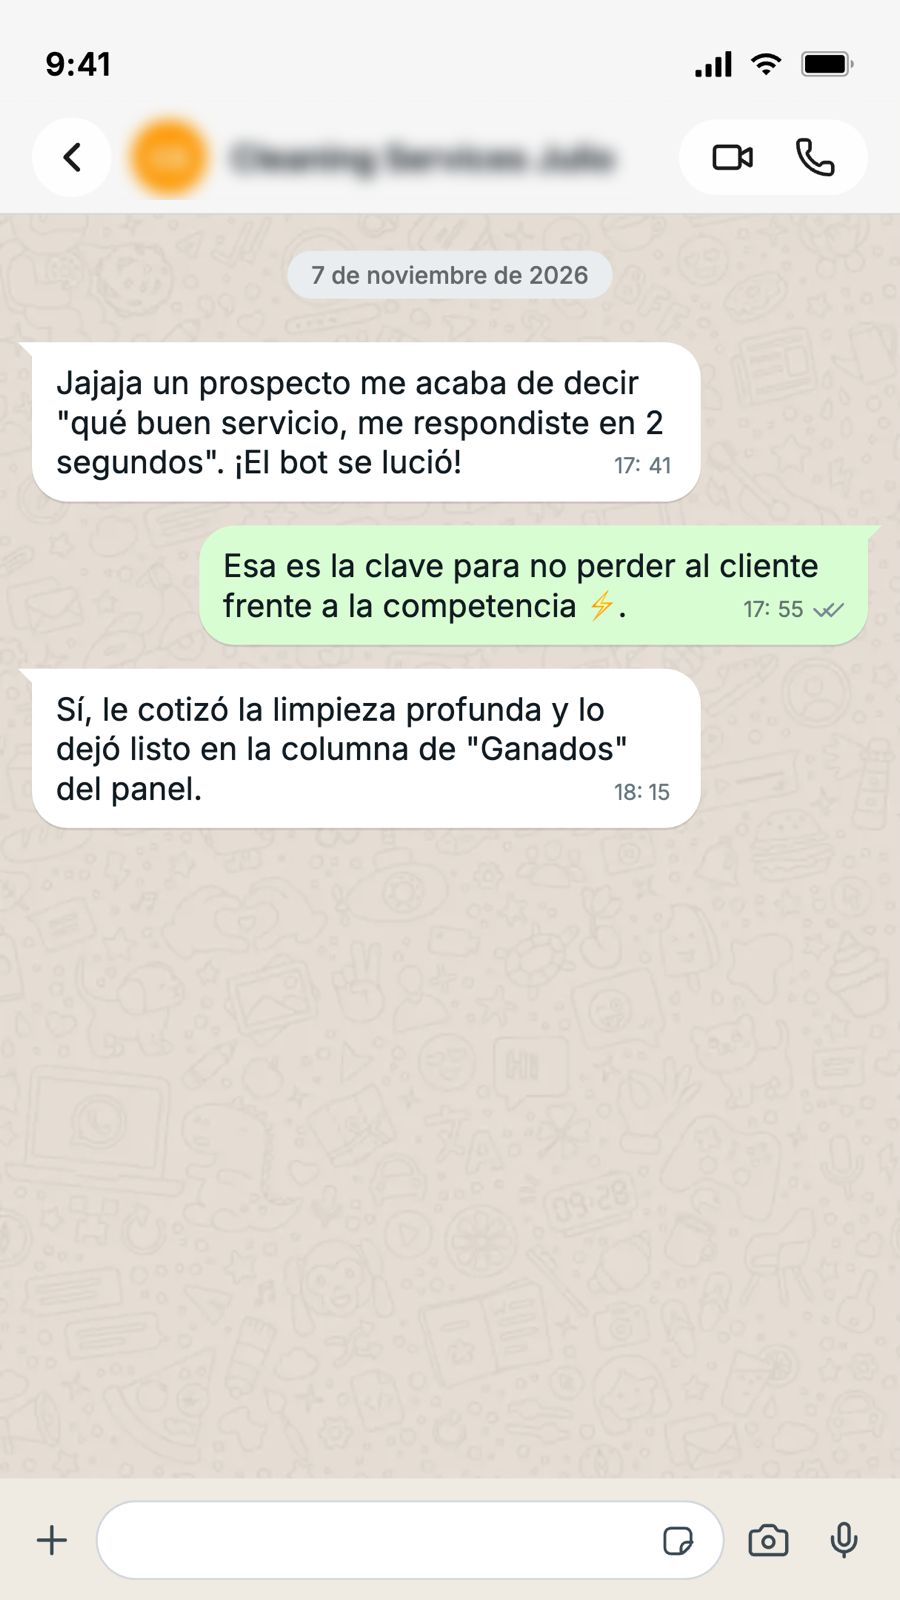 9:41
Cleaning Services Julio
7 de noviembre de 2026
Jajaja un prospecto me acaba de decir
"qué buen servicio, me respondiste en 2
segundos". ¡El bot se lució! 17: 41
Esa es la clave para no perder al cliente
frente a la competencia ⚡. 17: 55
Sí, le cotizó la limpieza profunda y lo
dejó listo en la columna de "Ganados"
del panel. 18: 15